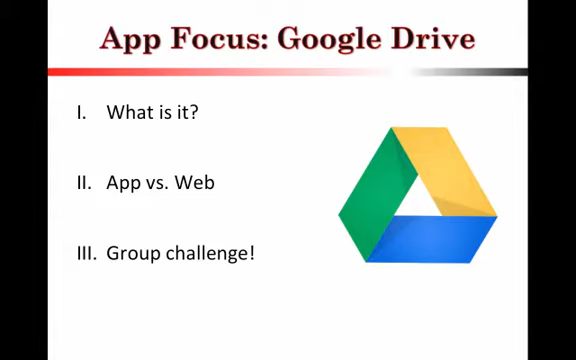 App Focus: Google Drive
I. What is it?
II. App vs. Web
III. Group challenge!